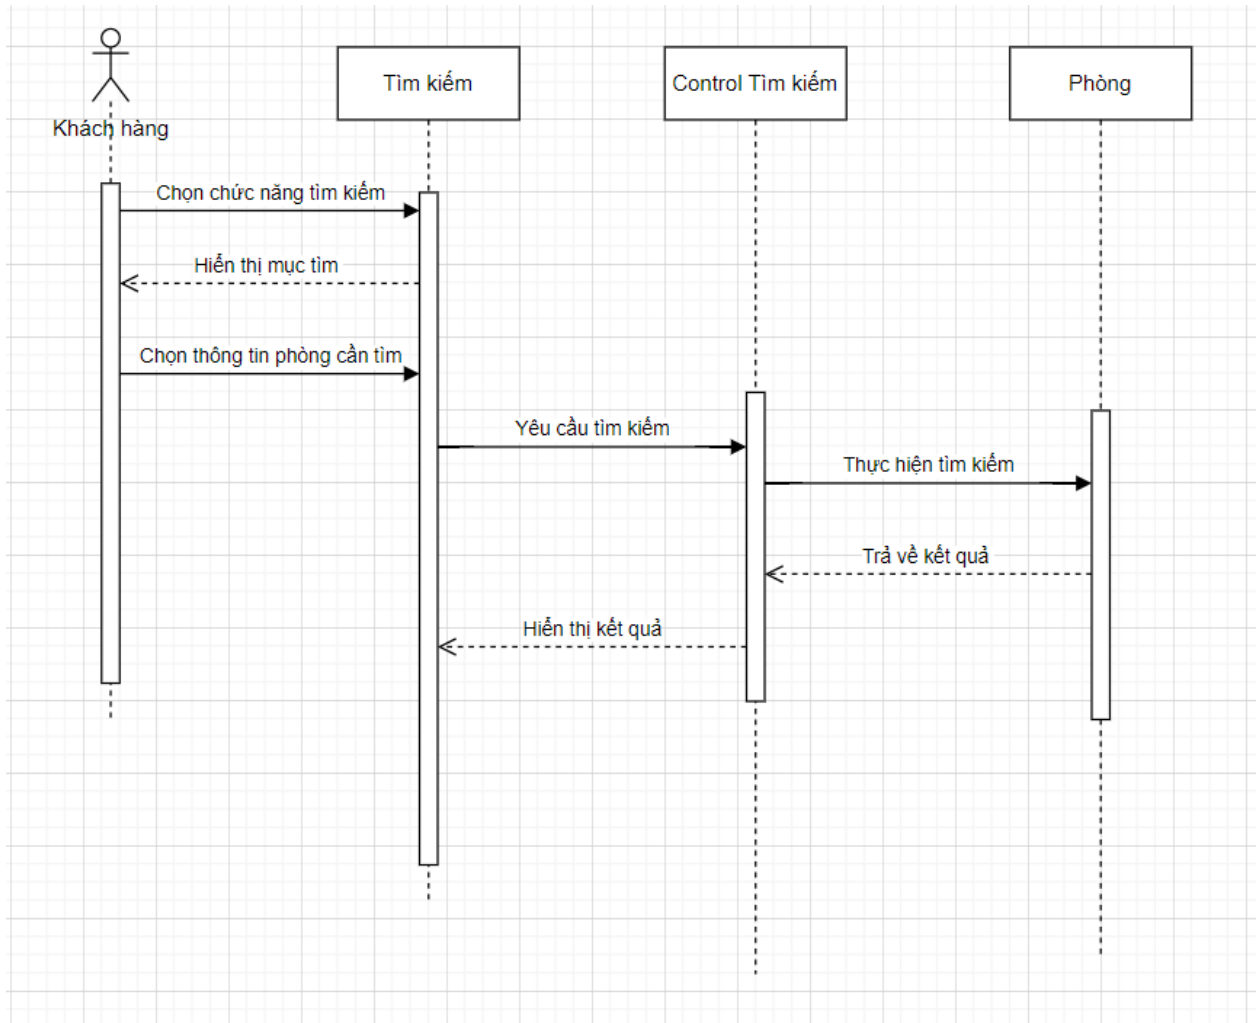 Khách hàng
Tìm kiếm
Control Tìm kiếm
Phòng
Chọn chức năng tìm kiếm
Hiển thị mục tìm
Chọn thông tin phòng cần tìm
Yêu cầu tìm kiếm
Thực hiện tìm kiếm
Trả về kết quả
Hiển thị kết quả